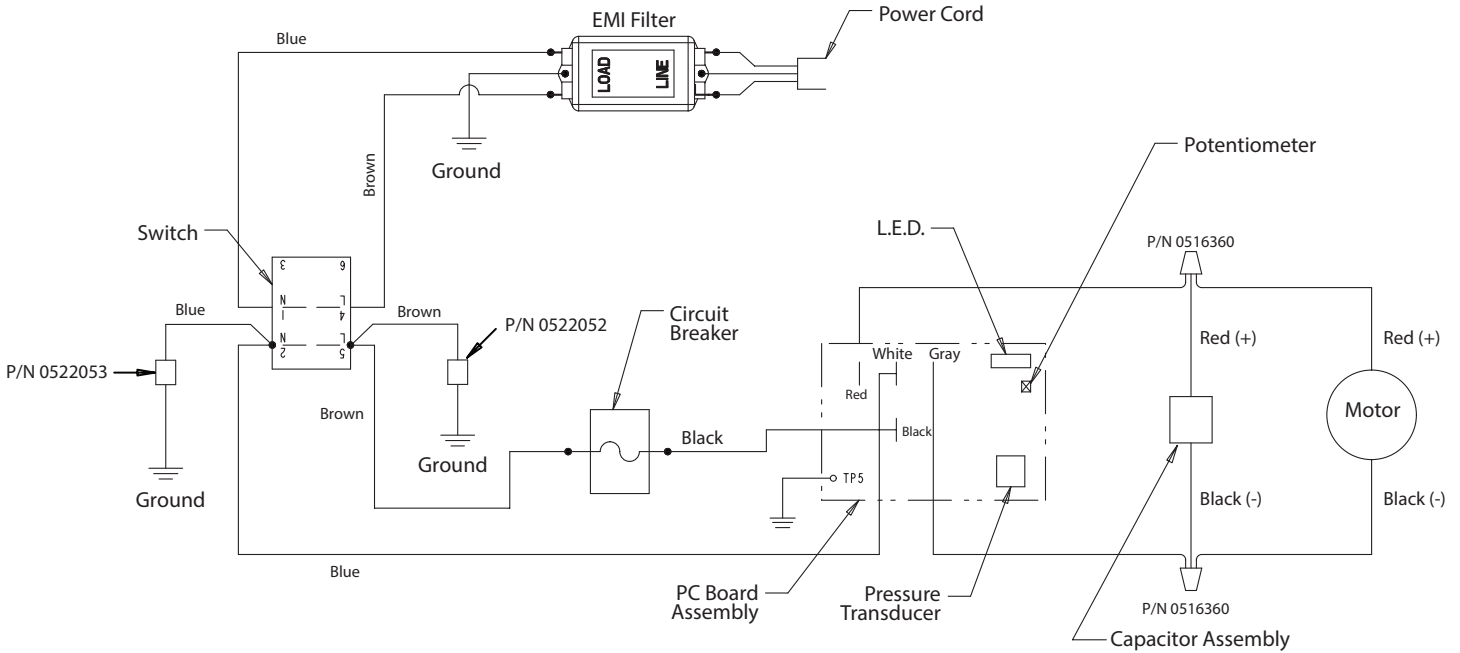 Power Cord
EMI Filter
Blue
LOAD
LINE
Ground
Brown
Potentiometer
Switch
L.E.D.
P/N 0516360
3
6
N
L
1
4
Blue
Brown
P/N 0522052
Circuit
Breaker
N
L
2
5
Red (+)
Red (+)
P/N 0522053
White
Gray
Red
Brown
Motor
Black
Black
Ground
TP5
Ground
Black (-)
Black (-)
Blue
PC Board
Assembly
Pressure
Transducer
P/N 0516360
Capacitor Assembly